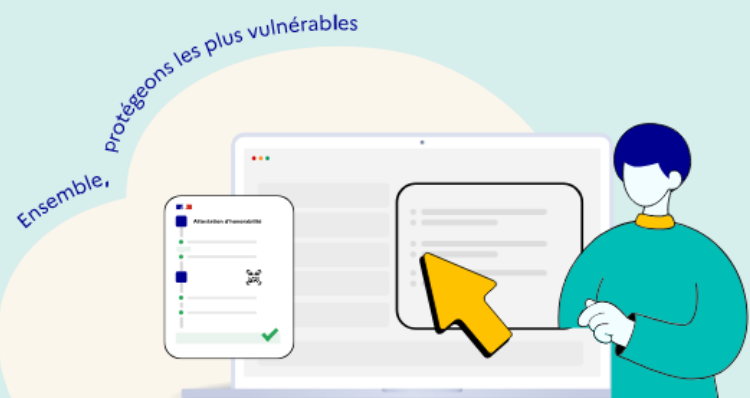 Ensemble, protégeons les plus vulnérables
Attestation d'honorabilité